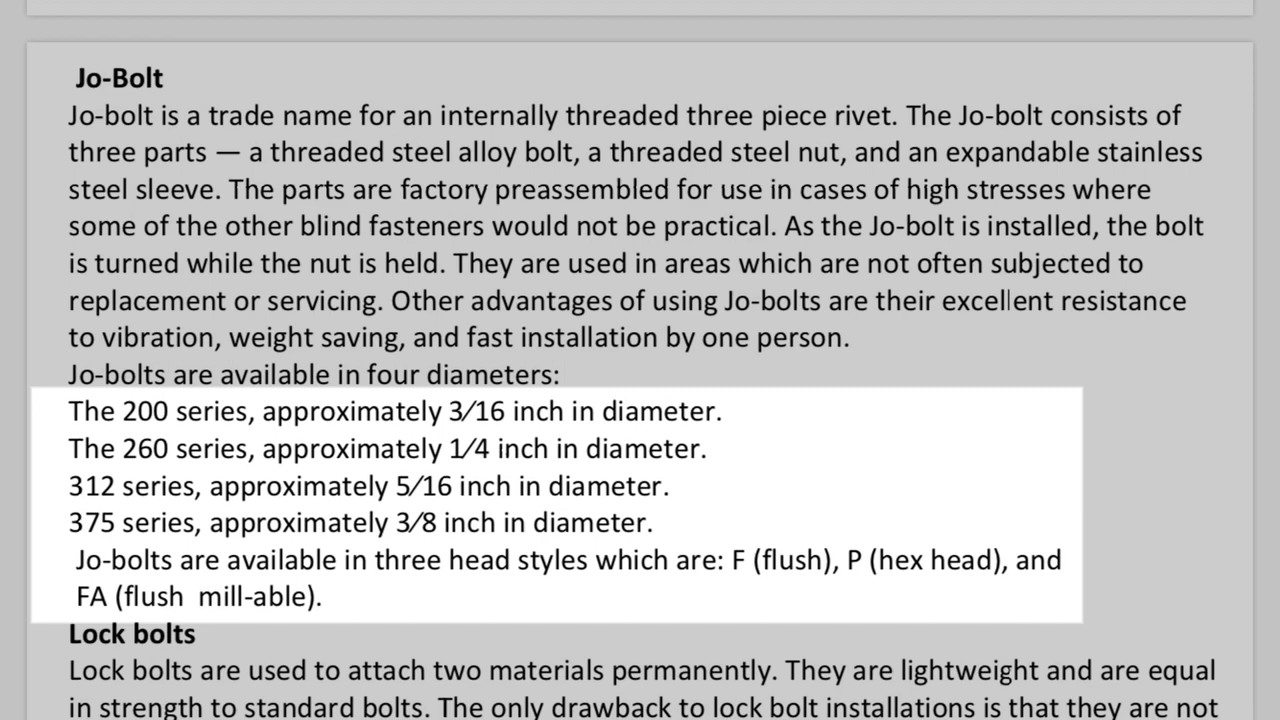 Jo-Bolt
Jo-bolt is a trade name for an internally threaded three piece rivet. The Jo-bolt consists of
three parts — a threaded steel alloy bolt, a threaded steel nut, and an expandable stainless
steel sleeve. The parts are factory preassembled for use in cases of high stresses where
some of the other blind fasteners would not be practical. As the Jo-bolt is installed, the bolt
is turned while the nut is held. They are used in areas which are not often subjected to
replacement or servicing. Other advantages of using Jo-bolts are their excellent resistance
to vibration, weight saving, and fast installation by one person.
Jo-bolts are available in four diameters:
The 200 series, approximately 3⁄16 inch in diameter.
The 260 series, approximately 1⁄4 inch in diameter.
312 series, approximately 5⁄16 inch in diameter.
375 series, approximately 3⁄8 inch in diameter.
Jo-bolts are available in three head styles which are: F (flush), P (hex head), and
FA (flush  mill-able).
Lock bolts
Lock bolts are used to attach two materials permanently. They are lightweight and are equal
in strength to standard bolts. The only drawback to lock bolt installations is that they are not